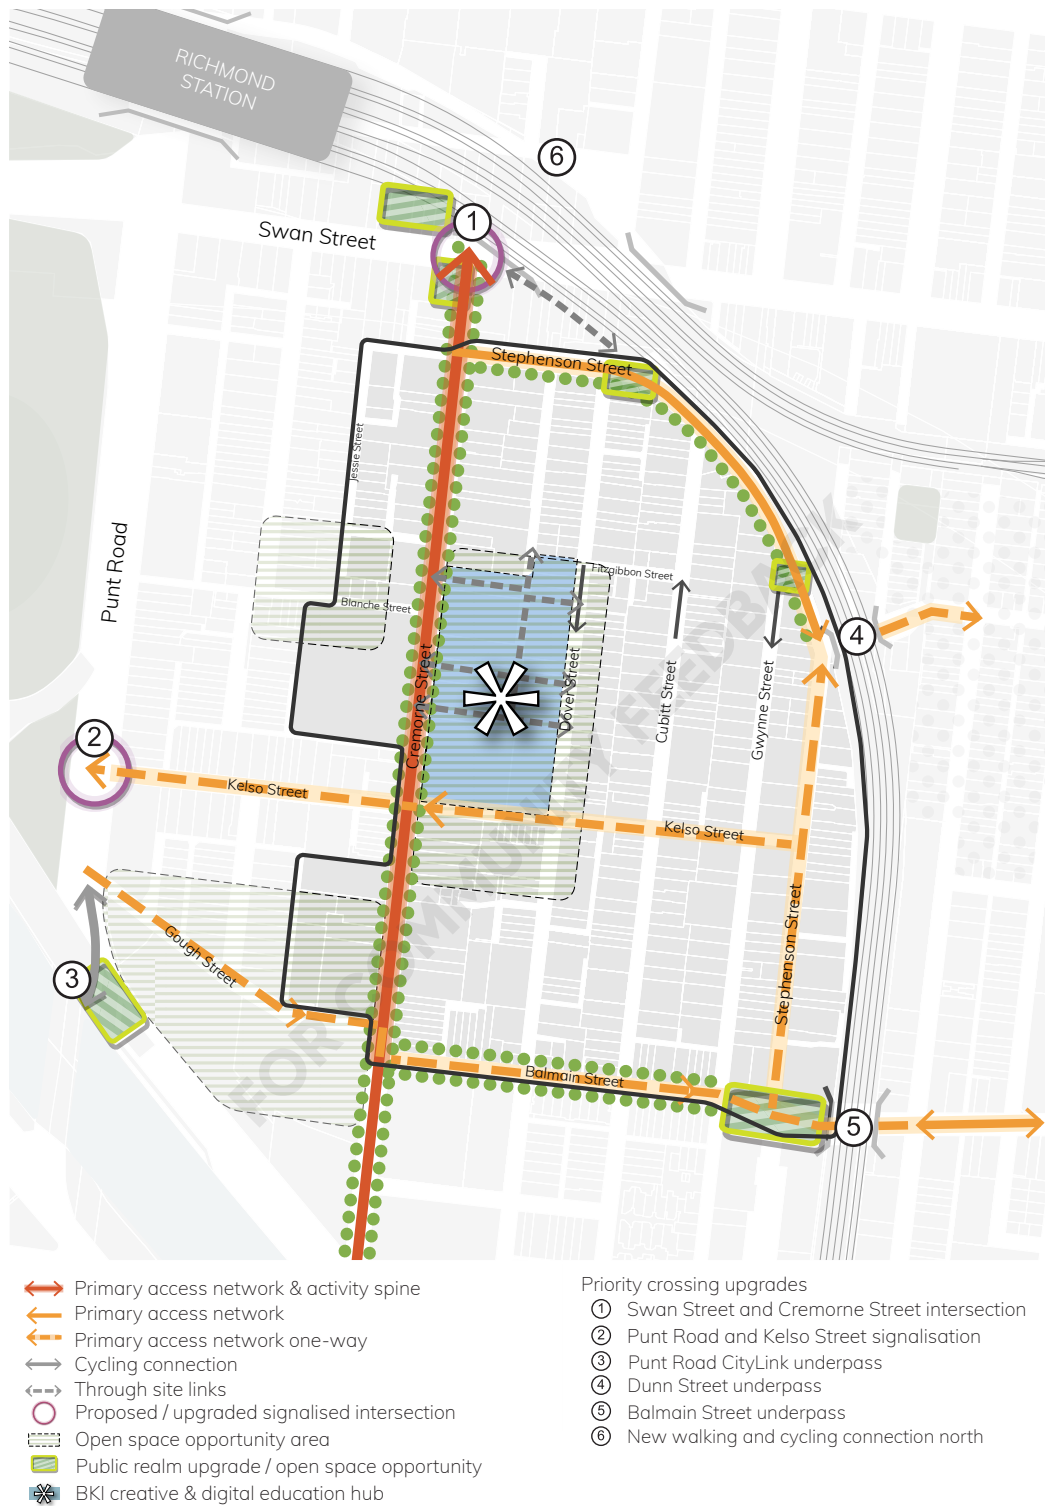 RICHMOND
STATION
6
1
Swan Street
Stephenson Street
Jessie Street
Punt Road
Fitzgibbon Street
Blanche Street
4
Cremorne Street
Dover Street
Cubitt Street
Gwynne Street
2
Kelso Street
Kelso Street
Stephenson Street
Gough Street
3
Balmain Street
5
FOR COMMUNITY FEEDBACK
Primary access network & activity spine
Primary access network
Primary access network one-way
Cycling connection
Through site links
Proposed / upgraded signalised intersection
Open space opportunity area
Public realm upgrade / open space opportunity
BKI creative & digital education hub
Priority crossing upgrades
1 Swan Street and Cremorne Street intersection
2 Punt Road and Kelso Street signalisation
3 Punt Road CityLink underpass
4 Dunn Street underpass
5 Balmain Street underpass
6 New walking and cycling connection north